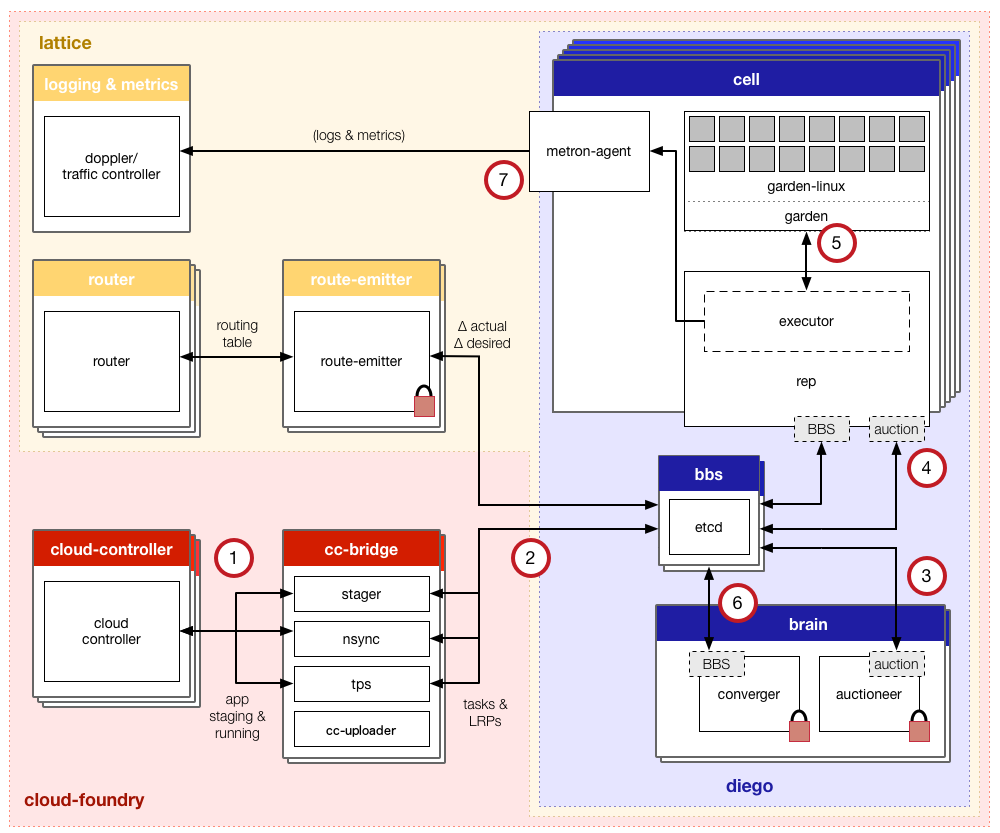 lattice
logging & metrics
doppler/
traffic controller
(logs & metrics)
7
cell
metron-agent
garden-linux
garden
5
executor
rep
BBS
auction
4
router
router
routing
table
route-emitter
route-emitter
Δ actual
Δ desired
bbs
etcd
3
6
brain
BBS
converger
auction
auctioneer
diego
cloud-controller
cloud
controller
1
cc-bridge
stager
nsync
tps
cc-uploader
2
app
staging &
running
tasks &
LRPs
cloud-foundry